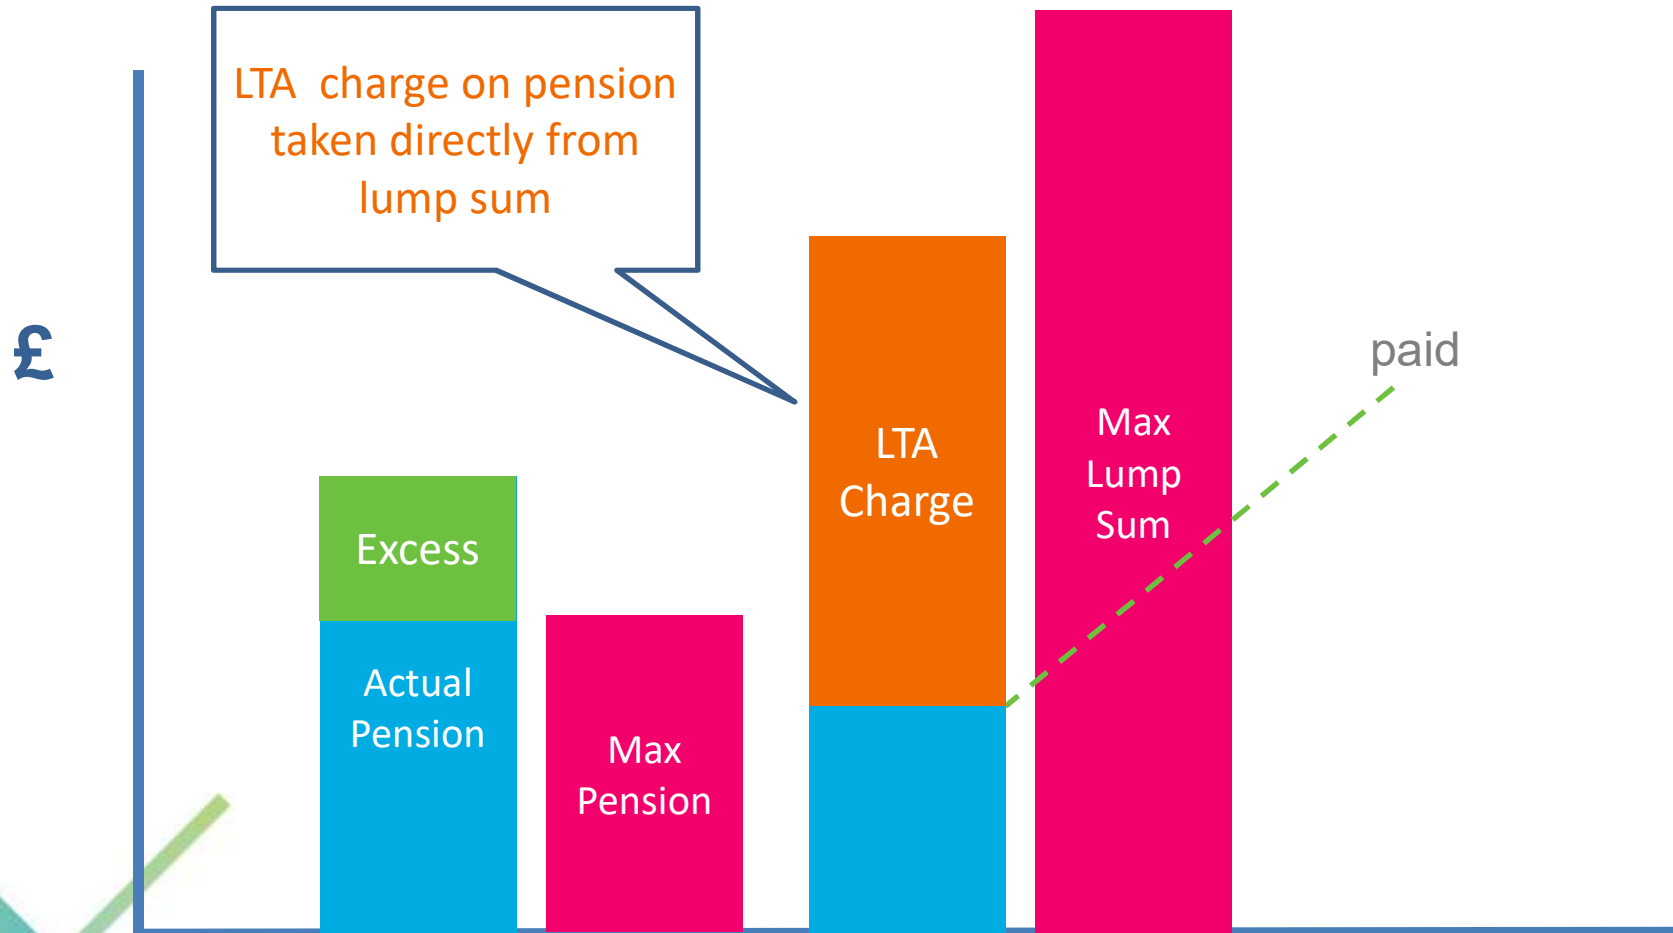 LTA charge on pension
taken directly from
lump sum
£
paid
Max
Lump
Sum
LTA
Charge
Excess
Actual
Pension
Max
Pension